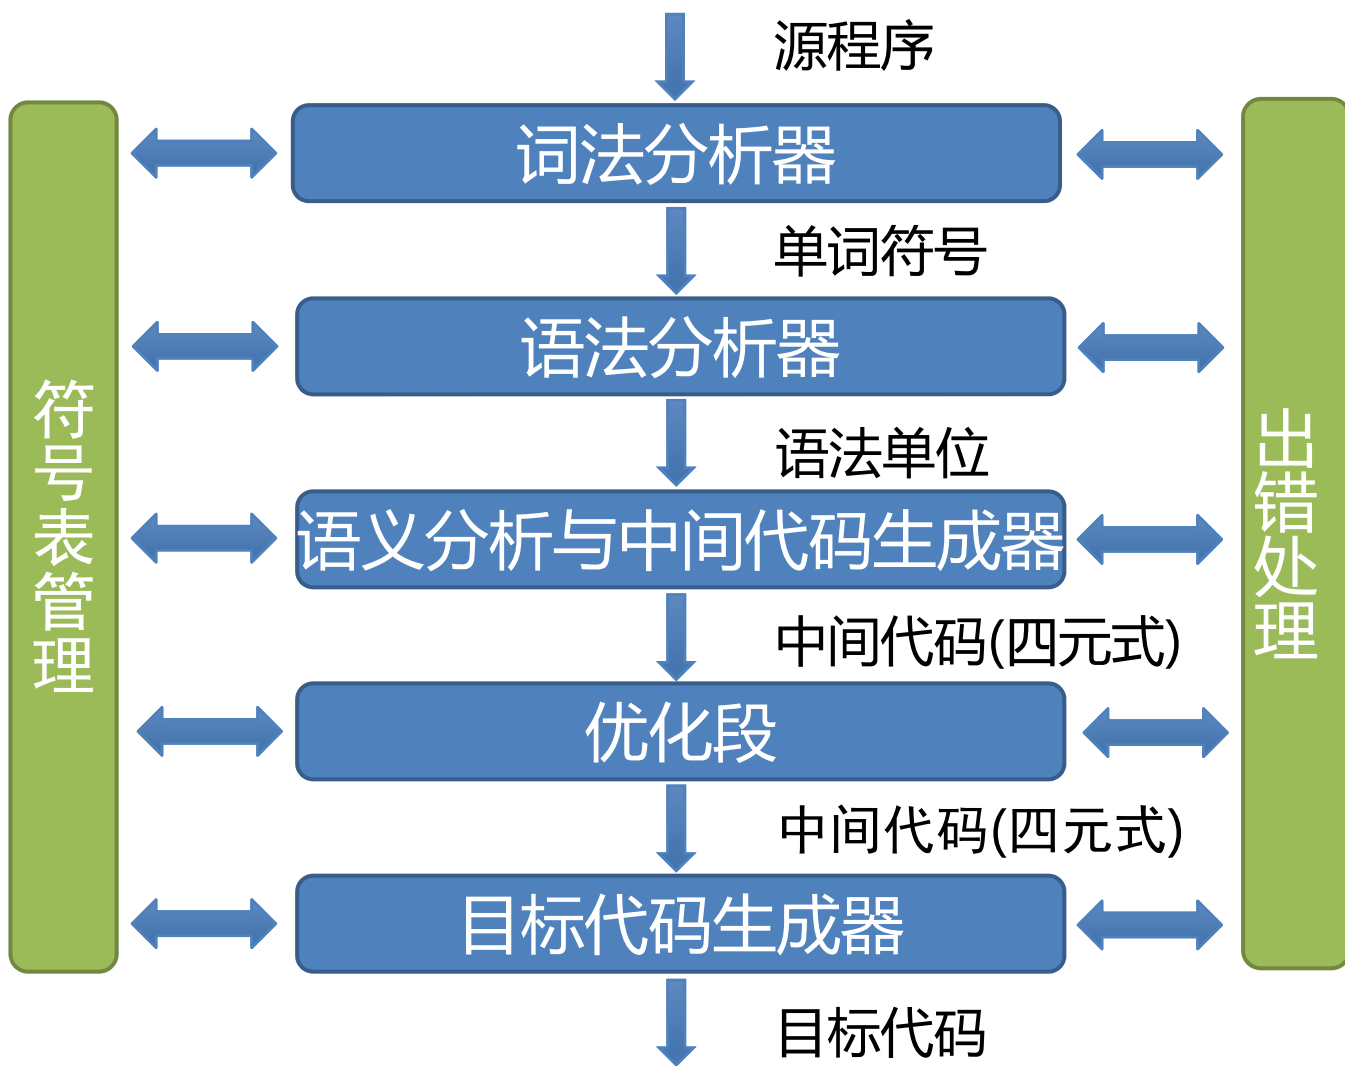 源程序
词法分析器
单词符号
语法分析器
语法单位
语义分析与中间代码生成器
中间代码(四元式)
优化段
中间代码(四元式)
目标代码生成器
目标代码
符号表管理
出错处理